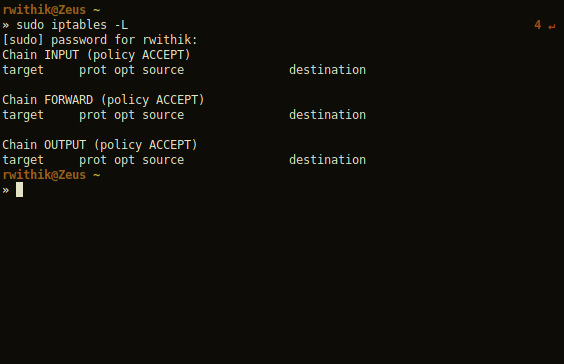 rwithik@Zeus ~
» sudo iptables -L 4 ↵
[sudo] password for rwithik:
Chain INPUT (policy ACCEPT)
target     prot opt source               destination

Chain FORWARD (policy ACCEPT)
target     prot opt source               destination

Chain OUTPUT (policy ACCEPT)
target     prot opt source               destination
rwithik@Zeus ~
»